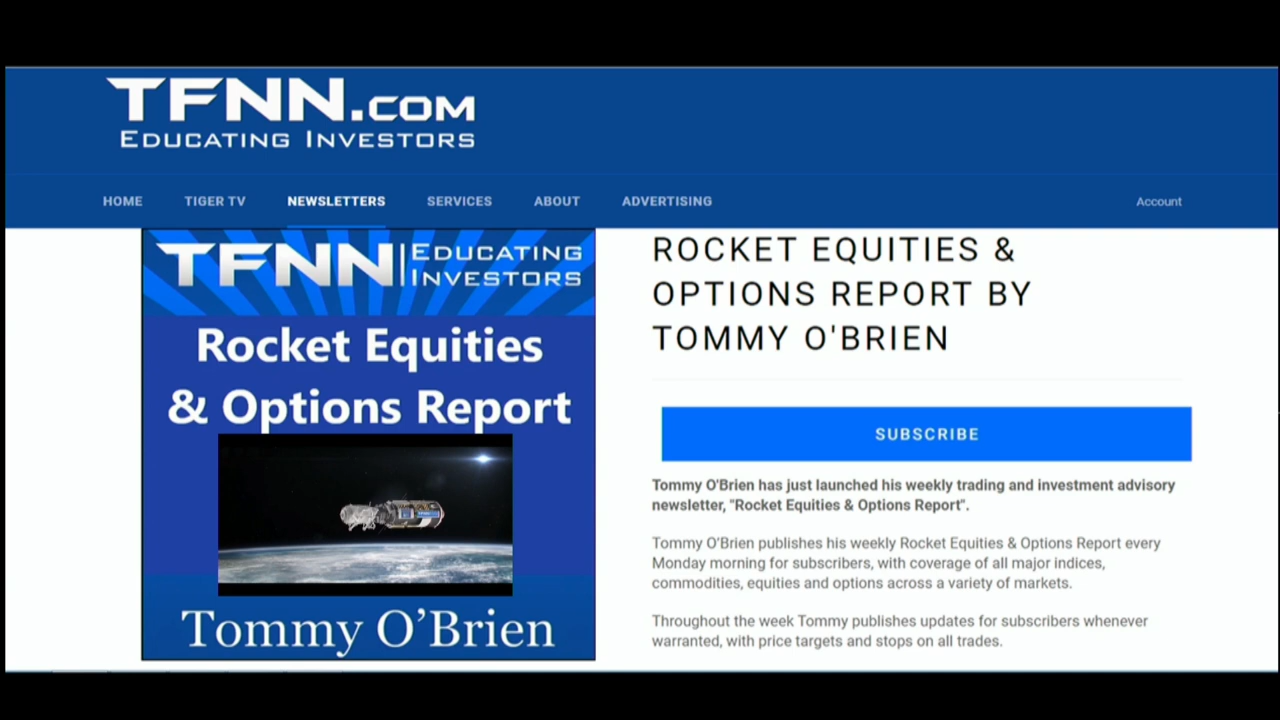 TFNN.COM
EDUCATING INVESTORS
HOME TIGER TV NEWSLETTERS SERVICES ABOUT ADVERTISING Account
TFNN EDUCATING
INVESTORS
Rocket Equities
& Options Report
Tommy O’Brien
ROCKET EQUITIES &
OPTIONS REPORT BY
TOMMY O'BRIEN
SUBSCRIBE
Tommy O'Brien has just launched his weekly trading and investment advisory
newsletter, "Rocket Equities & Options Report".
Tommy O'Brien publishes his weekly Rocket Equities & Options Report every
Monday morning for subscribers, with coverage of all major indices,
commodities, equities and options across a variety of markets.
Throughout the week Tommy publishes updates for subscribers whenever
warranted, with price targets and stops on all trades.